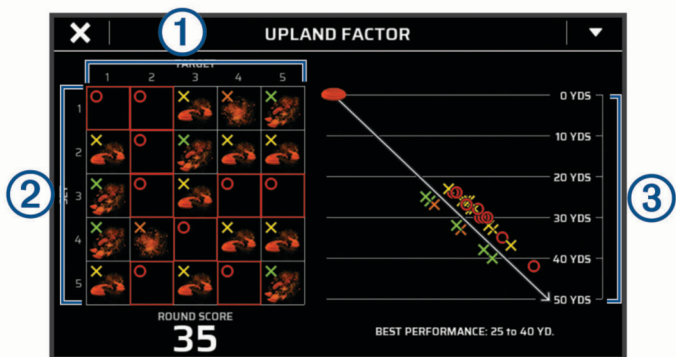 1
UPLAND FACTOR
TARGET
1 2 3 4 5
SET
1
2
3
4
5
2
3
0 YDS
10 YDS
20 YDS
30 YDS
40 YDS
50 YDS
ROUND SCORE
35
BEST PERFORMANCE: 25 to 40 YD.